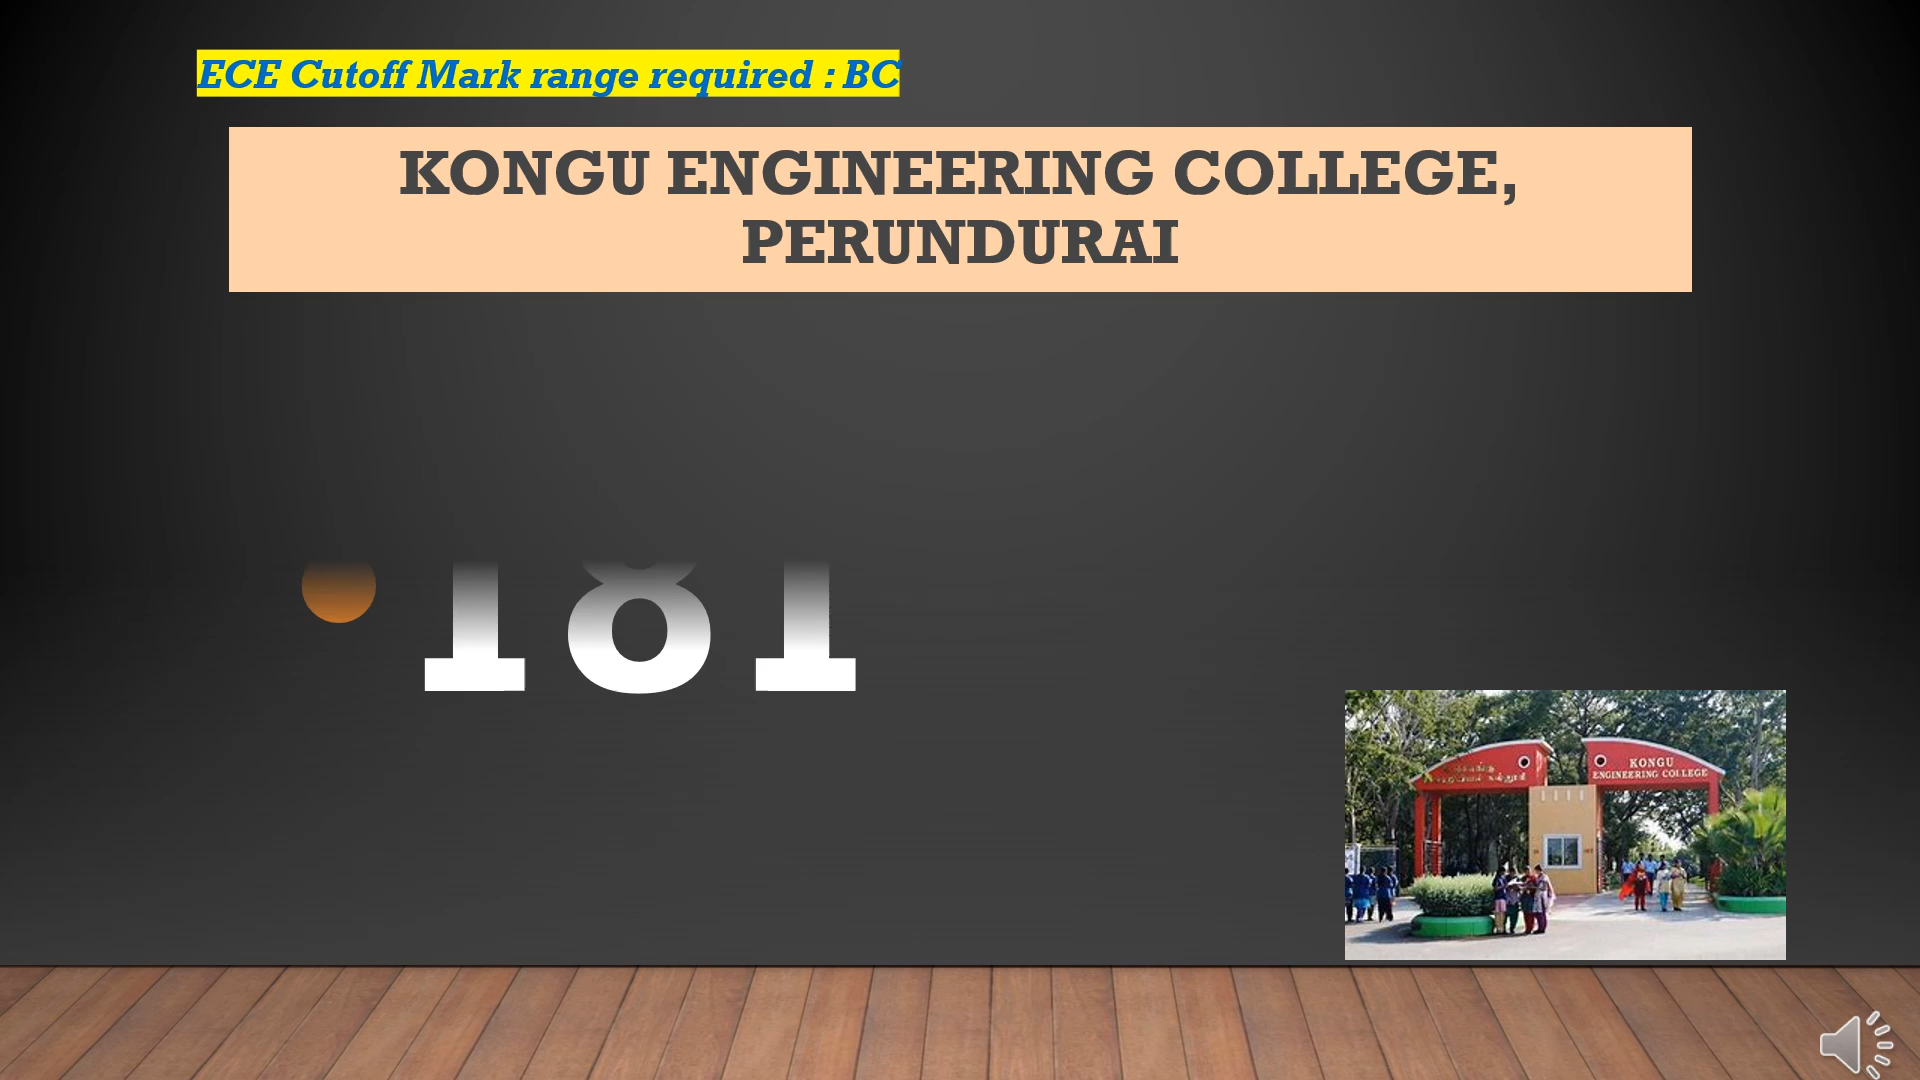 ECE Cutoff Mark range required : BC
KONGU ENGINEERING COLLEGE,
PERUNDURAI
181
KONGU
ENGINEERING COLLEGE